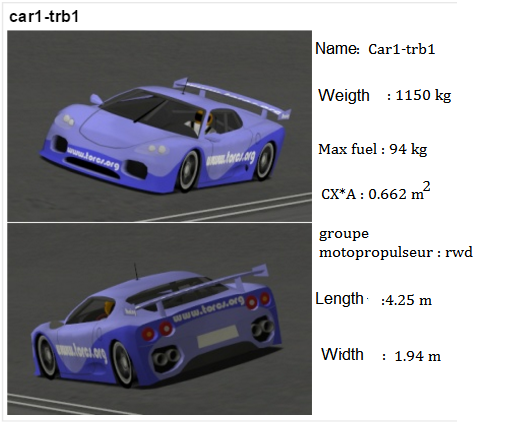 car1-trb1
Name: Car1-trb1
Weigth : 1150 kg
Max fuel : 94 kg
CX*A : 0.662 m2
groupe
motopropulseur : rwd
Length :4.25 m
Width : 1.94 m
www.torcs.org
www.torcs.org
www.torcs.org
www.torcs.org